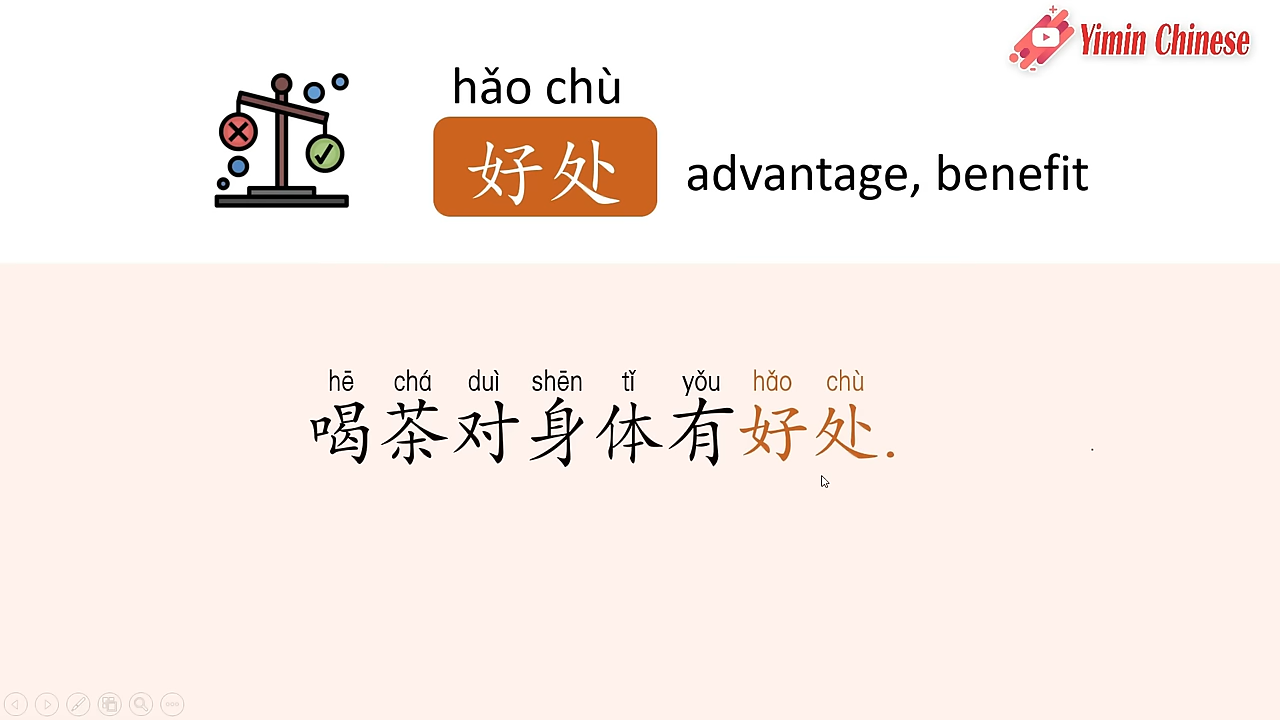 Yimin Chinese
hǎo chù
好处
advantage, benefit
hē chá duì shēn tǐ yǒu hǎo chù
喝茶对身体有好处.